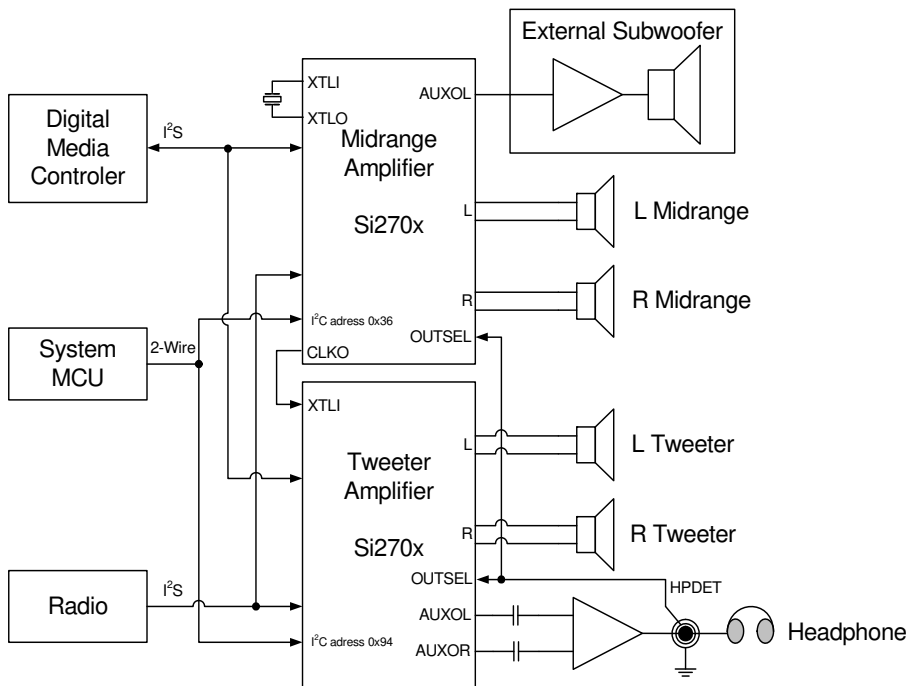 External Subwoofer
XTLI
AUXOL
XTLO
Digital
Media
Controler
I²S
Midrange
Amplifier
Si270x
L
L Midrange
R
R Midrange
I²C adress 0x36
OUTSEL
System
MCU
2-Wire
CLKO
XTLI
L
L Tweeter
Tweeter
Amplifier
Si270x
R
R Tweeter
OUTSEL
HPDET
Radio
I²S
AUXOL
I²C adress 0x94
AUXOR
Headphone